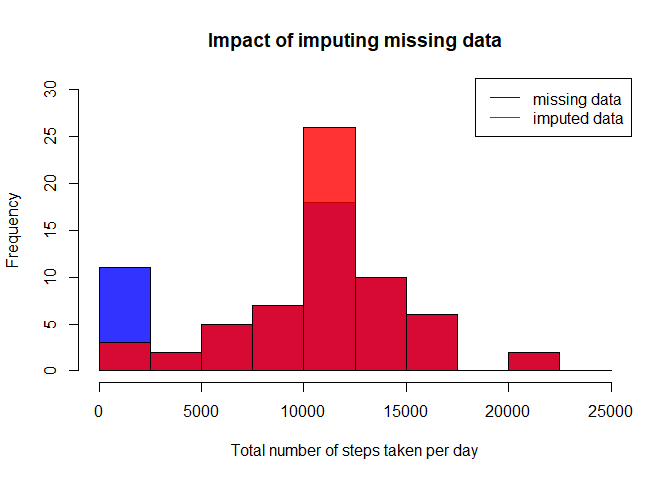 Impact of imputing missing data
missing data
imputed data
Frequency
30
25
20
15
10
5
0
0 5000 10000 15000 20000 25000
Total number of steps taken per day